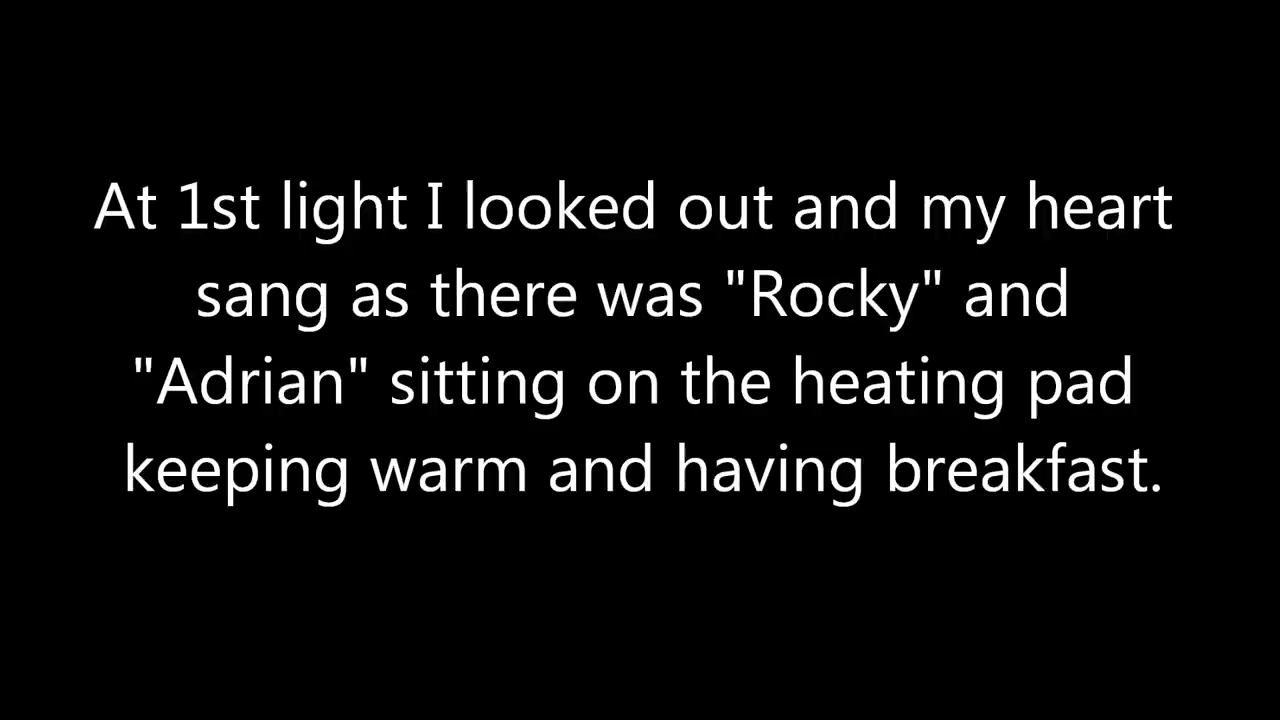 At 1st light I looked out and my heart
sang as there was "Rocky" and
"Adrian" sitting on the heating pad
keeping warm and having breakfast.